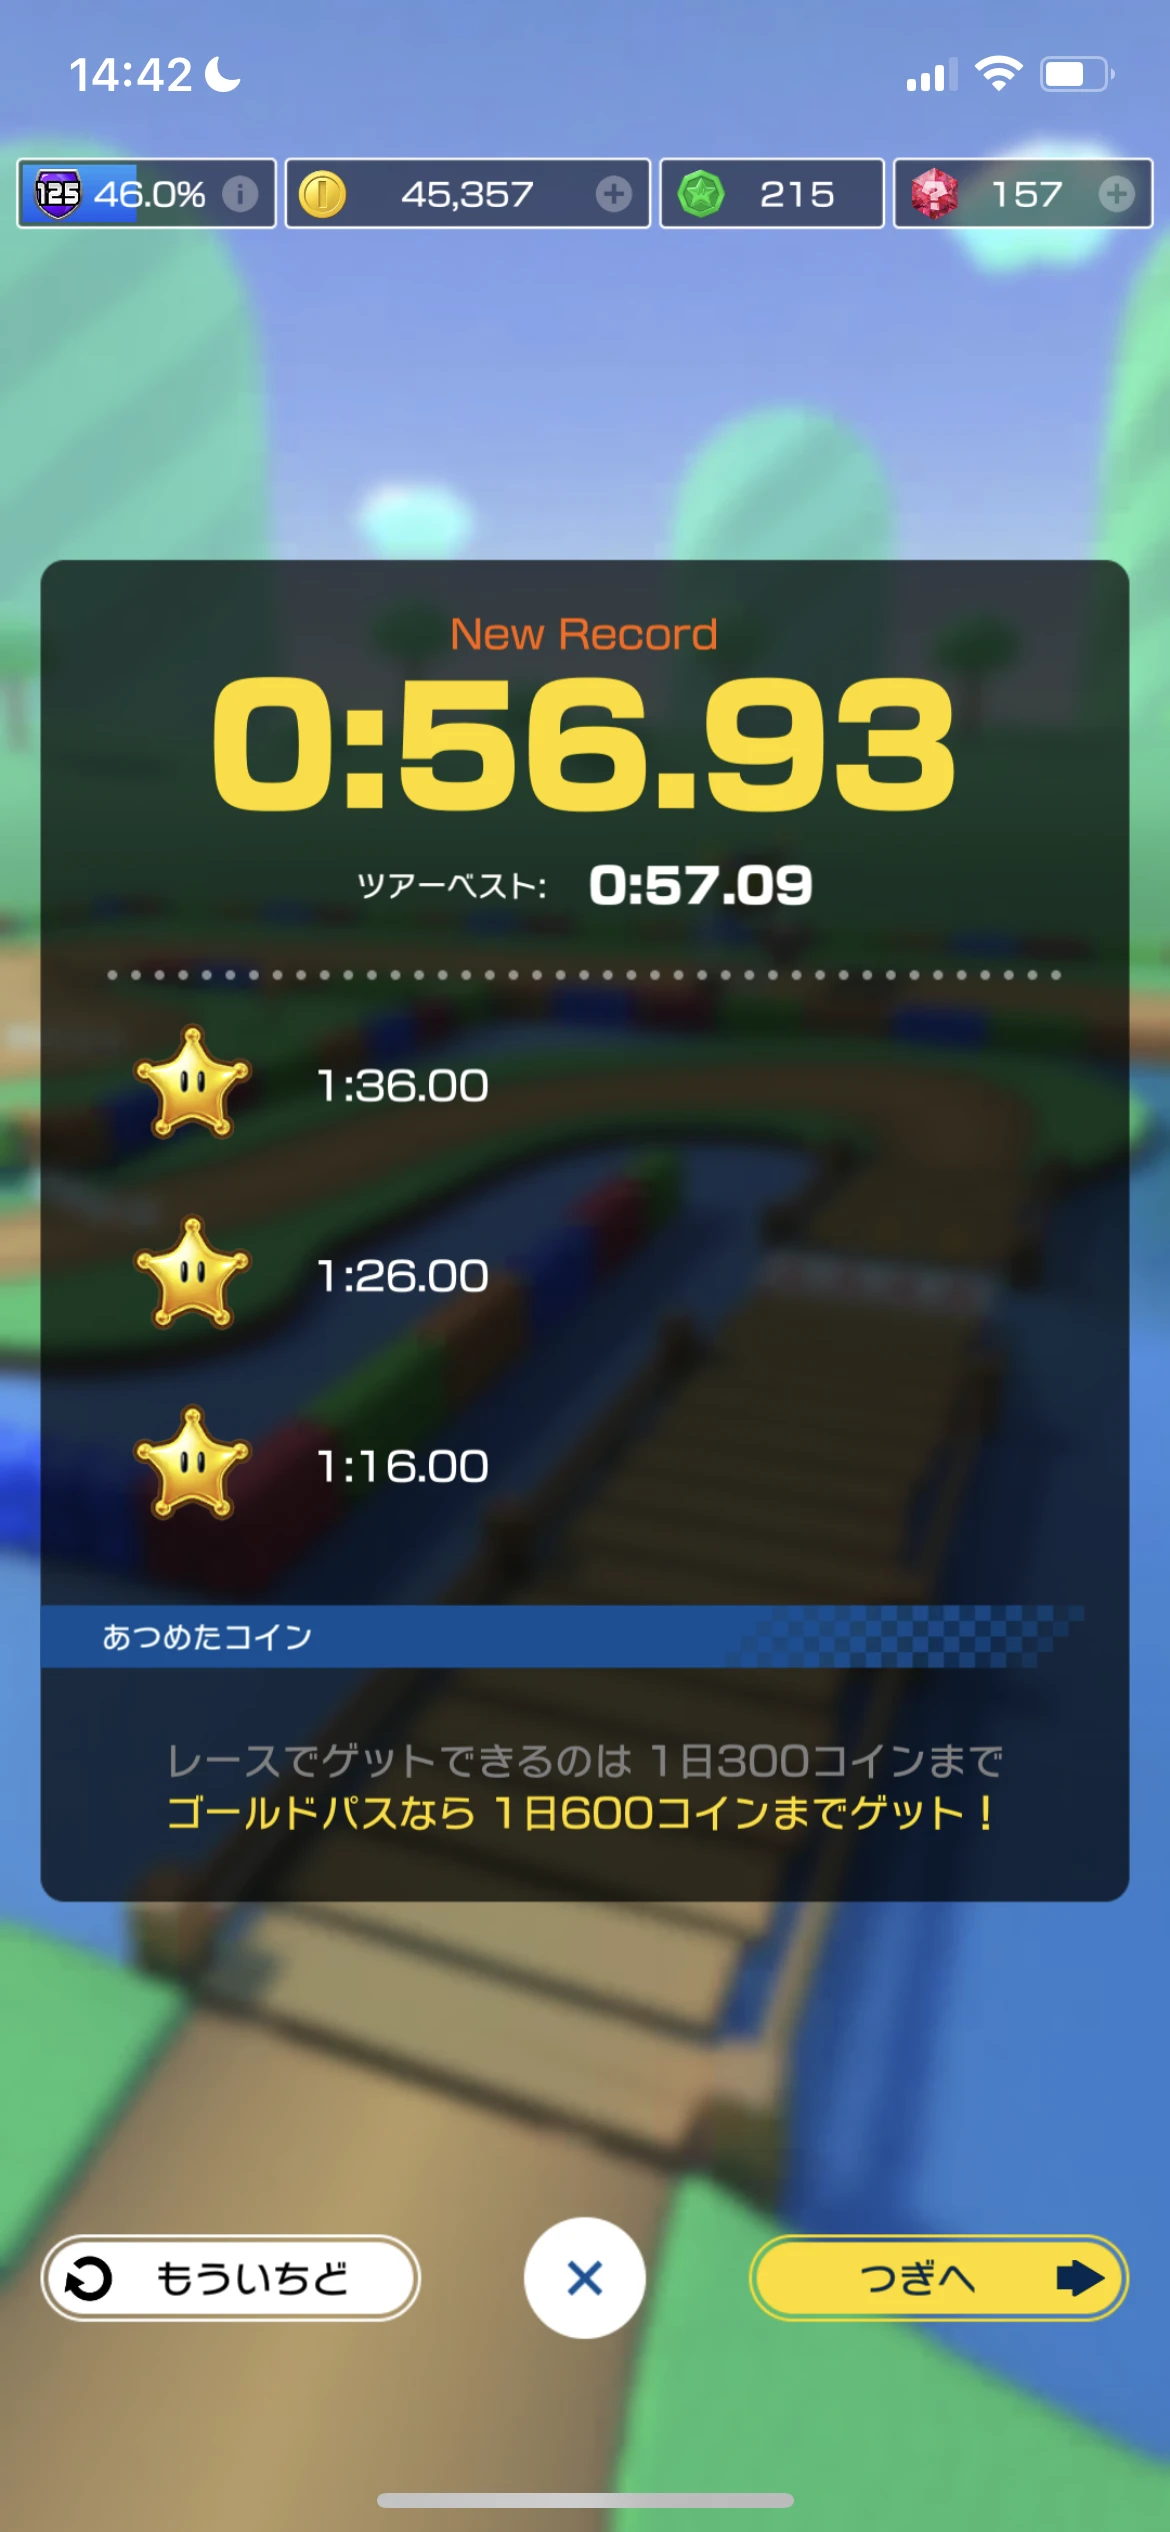 14:42
125 46.0% i 45,357 + 215 ? 157 +
New Record
0:56.93
ツアーベスト: 0:57.09
1:36.00
1:26.00
1:16.00
あつめたコイン
レースでゲットできるのは 1日300コインまで
ゴールドパスなら 1日600コインまでゲット！
もういちど × つぎへ